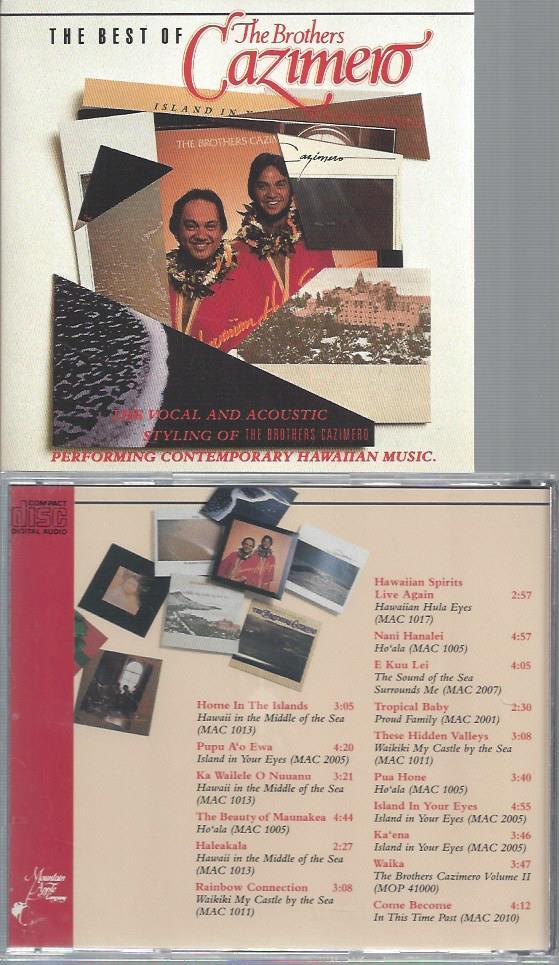 THE BEST OF The Brothers
Cazimero
ISLAND IN
THE BROTHERS CAZI
Cazimero
THE VOCAL AND ACOUSTIC
STYLING OF THE BROTHERS CAZIMERO
PERFORMING CONTEMPORARY HAWAIIAN MUSIC.
COMPACT
disc
DIGITAL AUDIO
Home In The Islands 3:05
Hawaii in the Middle of the Sea
(MAC 1013)
Pupu A'o Ewa 4:20
Island in Your Eyes (MAC 2005)
Ka Wailele O Nuuanu 3:21
Hawaii in the Middle of the Sea
(MAC 1013)
The Beauty of Maunakea 4:44
Ho'ala (MAC 1005)
Haleakala 2:27
Hawaii in the Middle of the Sea
(MAC 1013)
Rainbow Connection 3:08
Waikiki My Castle by the Sea
(MAC 1011)
Hawaiian Spirits
Live Again 2:57
Hawaiian Hula Eyes
(MAC 1017)
Nani Hanalei 4:57
Ho'ala (MAC 1005)
E Kuu Lei 4:05
The Sound of the Sea
Surrounds Me (MAC 2007)
Tropical Baby 2:30
Proud Family (MAC 2001)
These Hidden Valleys 3:08
Waikiki My Castle by the Sea
(MAC 1011)
Pua Hone 3:40
Ho'ala (MAC 1005)
Island In Your Eyes 4:55
Island in Your Eyes (MAC 2005)
Ka'ena 3:46
Island in Your Eyes (MAC 2005)
Waika 3:47
The Brothers Cazimero Volume II
(MOP 41000)
Come Become 4:12
In This Time Past (MAC 2010)
Mountain
Apple
Company